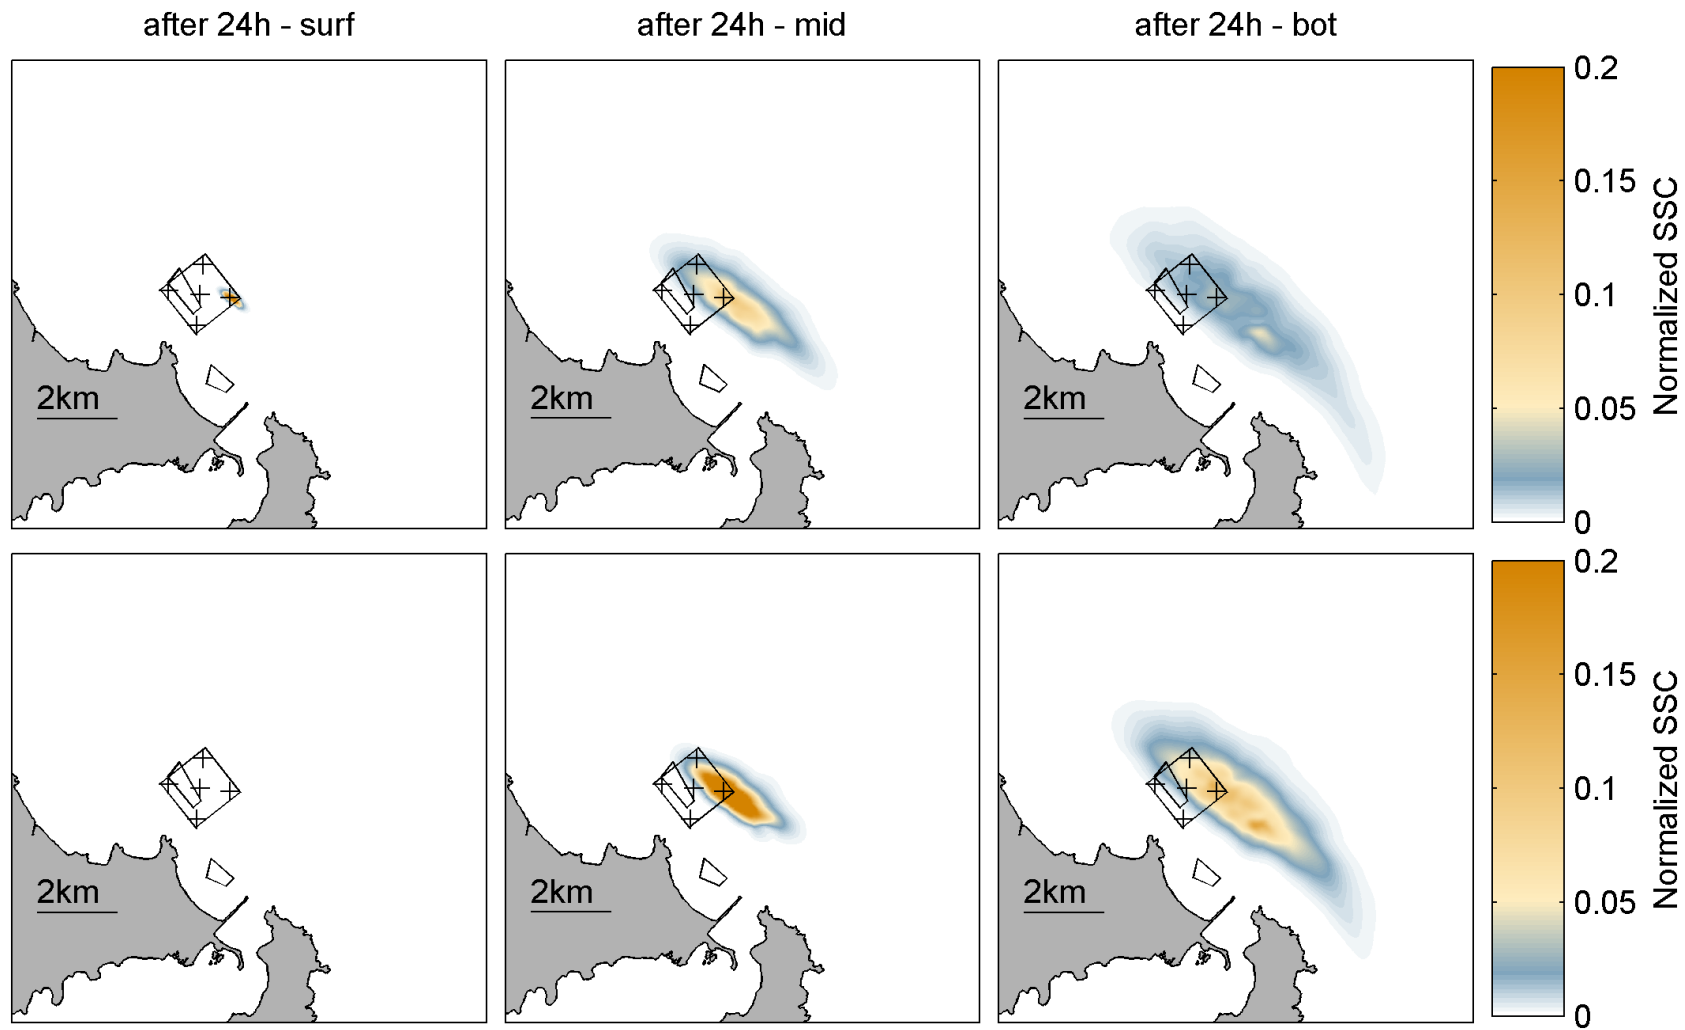 after 24h - surf
after 24h - mid
after 24h - bot
2km
2km
2km
0.2
0.15
0.1
0.05
0
Normalized SSC
2km
2km
2km
0.2
0.15
0.1
0.05
0
Normalized SSC